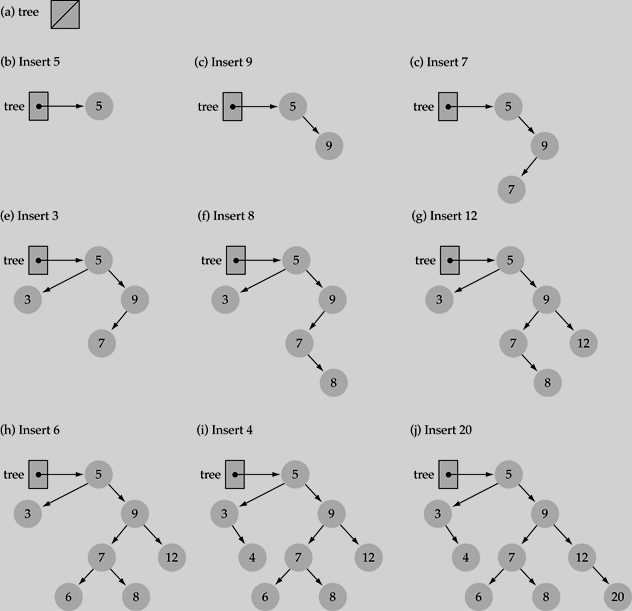 (a) tree
(b) Insert 5
(c) Insert 9
(c) Insert 7
tree 5
tree 5
tree 5
9
9
7
(e) Insert 3
(f) Insert 8
(g) Insert 12
tree 5
tree 5
tree 5
3 9
3 9
3 9
7
7
7 12
8
8
(h) Insert 6
(i) Insert 4
(j) Insert 20
tree 5
tree 5
tree 5
3 9
3 9
3 9
7 12
4 7 12
4 7 12
6 8
6 8
6 8 20